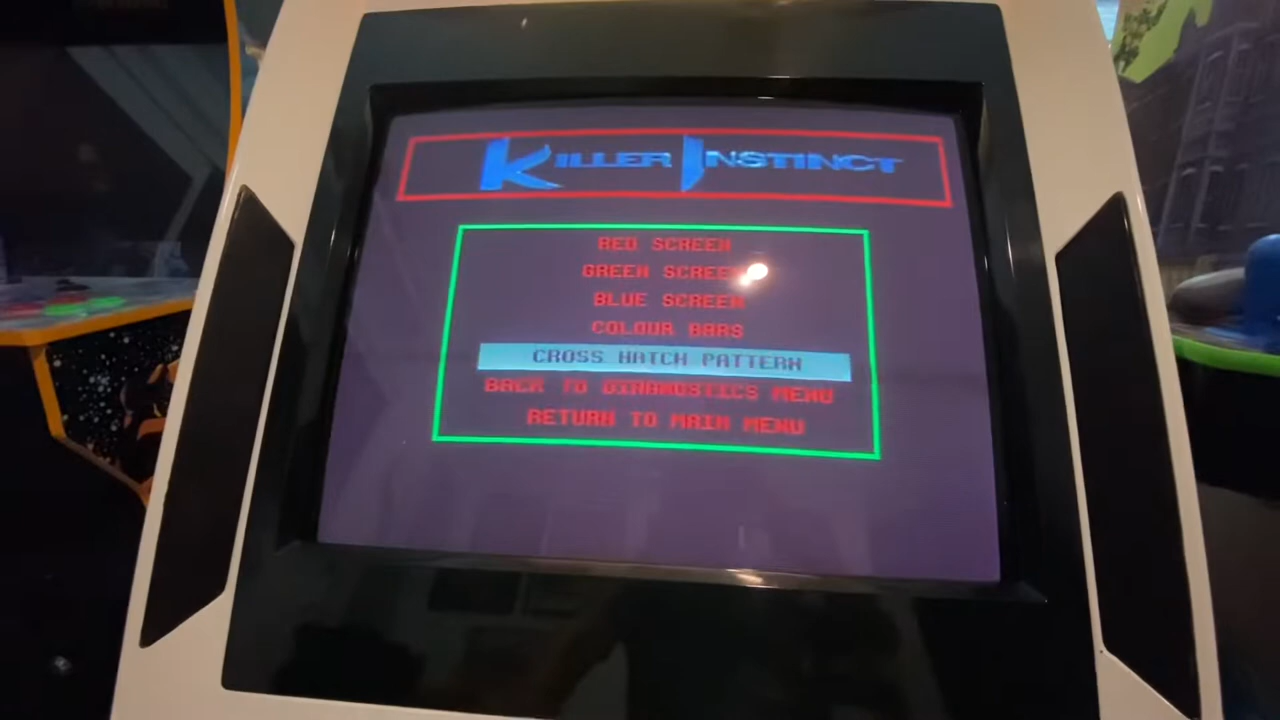 KILLER INSTINCT
RED SCREEN
GREEN SCREEN
BLUE SCREEN
COLOUR BARS
CROSS HATCH PATTERN
BACK TO DIAGNOSTICS MENU
RETURN TO MAIN MENU